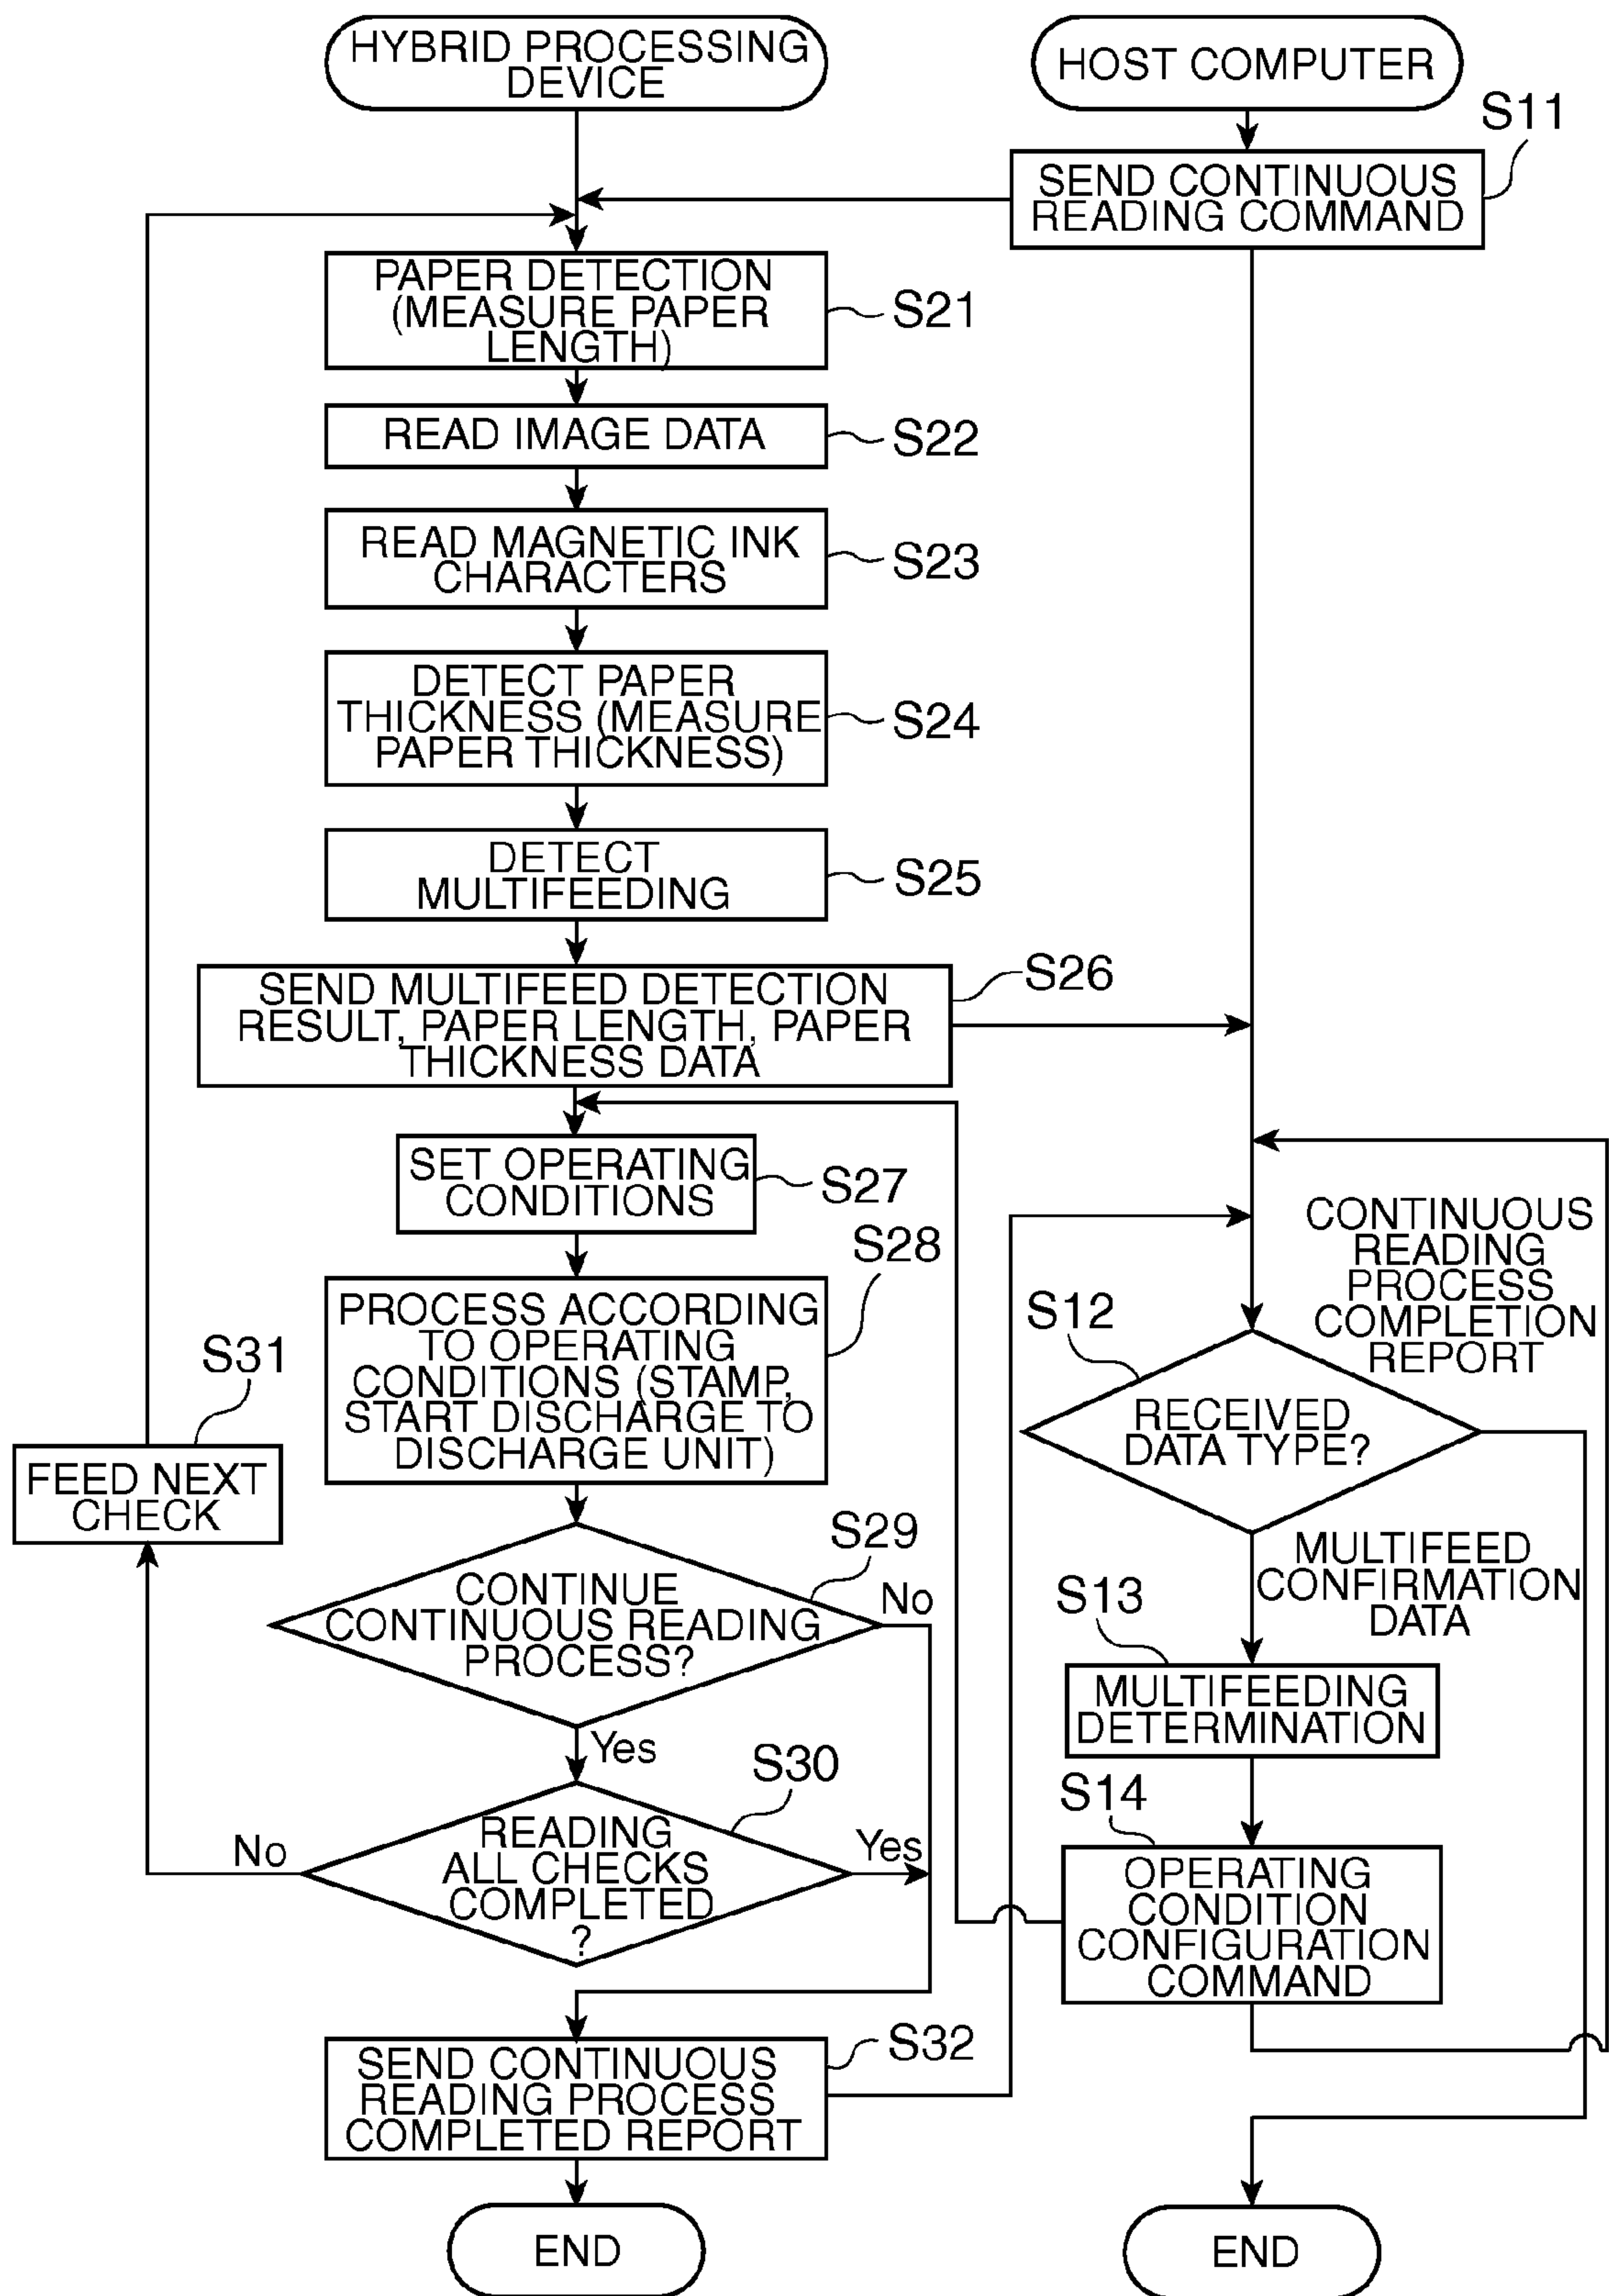 HYBRID PROCESSING
DEVICE
HOST COMPUTER
S11
SEND CONTINUOUS
READING COMMAND
PAPER DETECTION
(MEASURE PAPER
LENGTH)
S21
READ IMAGE DATA
S22
READ MAGNETIC INK
CHARACTERS
S23
DETECT PAPER
THICKNESS (MEASURE
PAPER THICKNESS)
S24
DETECT
MULTIFEEDING
S25
SEND MULTIFEED DETECTION
RESULT, PAPER LENGTH, PAPER
THICKNESS DATA
S26
SET OPERATING
CONDITIONS
S27
S28
PROCESS ACCORDING
TO OPERATING
CONDITIONS (STAMP,
START DISCHARGE TO
DISCHARGE UNIT)
S31
FEED NEXT
CHECK
S29
CONTINUE
CONTINUOUS READING
PROCESS?
No
Yes
S30
READING
ALL CHECKS
COMPLETED
?
No
Yes
S32
SEND CONTINUOUS
READING PROCESS
COMPLETED REPORT
END
CONTINUOUS
READING
PROCESS
COMPLETION
REPORT
S12
RECEIVED
DATA TYPE?
MULTIFEED
CONFIRMATION
DATA
S13
MULTIFEEDING
DETERMINATION
S14
OPERATING
CONDITION
CONFIGURATION
COMMAND
END